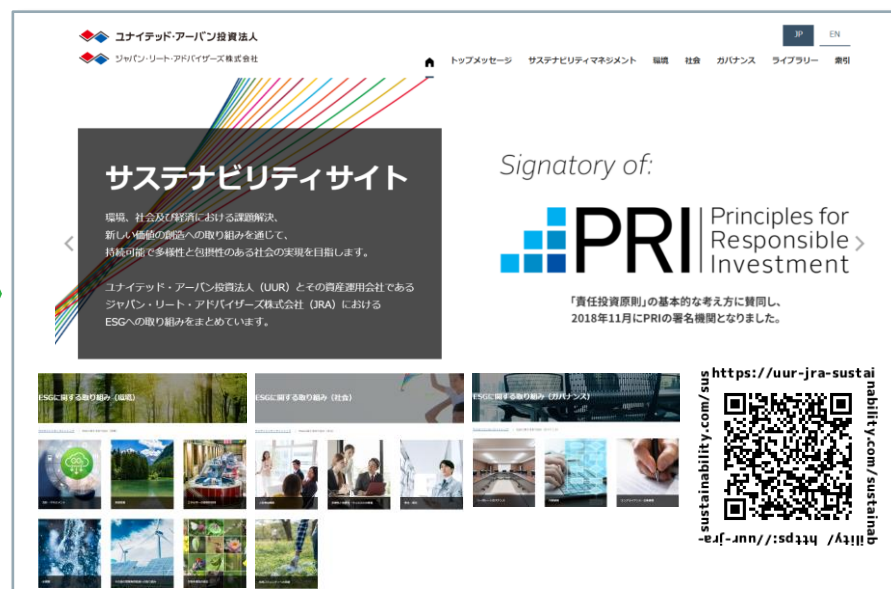 ユナイテッド・アーバン投資法人
ジャパン・リート・アドバイザーズ株式会社
JP EN
トップメッセージ サステナビリティマネジメント 環境 社会 ガバナンス ライブラリー 索引
サステナビリティサイト
環境、社会及び経済における課題解決、
新しい価値の創造への取り組みを通じて、
持続可能で多様性と包摂性のある社会の実現を目指します。
ユナイテッド・アーバン投資法人（UUR）とその資産運用会社である
ジャパン・リート・アドバイザーズ株式会社（JRA）における
ESGへの取り組みをまとめています。
Signatory of:
PRI
Principles for
Responsible
Investment
「責任投資原則」の基本的な考え方に賛同し、
2018年11月にPRIの署名機関となりました。
ESGに関する取り組み（環境）
ESGに関する取り組み（社会）
ESGに関する取り組み（ガバナンス）
https://uur-jra-sustai
nability.com/sustainab
ility/ https://uur-jra-
sustainability.com/sus